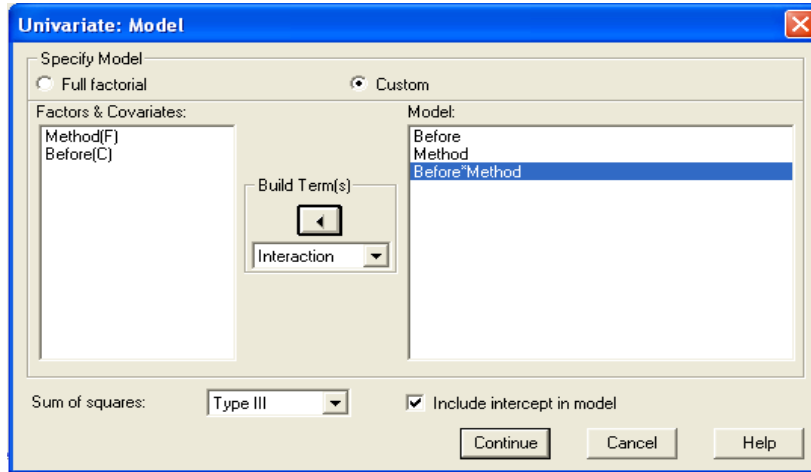 Univariate: Model
Specify Model
Full factorial
Custom
Factors & Covariates:
Method(F)
Before(C)
Build Term(s)
Interaction
Model:
Before
Method
Before*Method
Sum of squares:
Type III
Include intercept in model
Continue
Cancel
Help